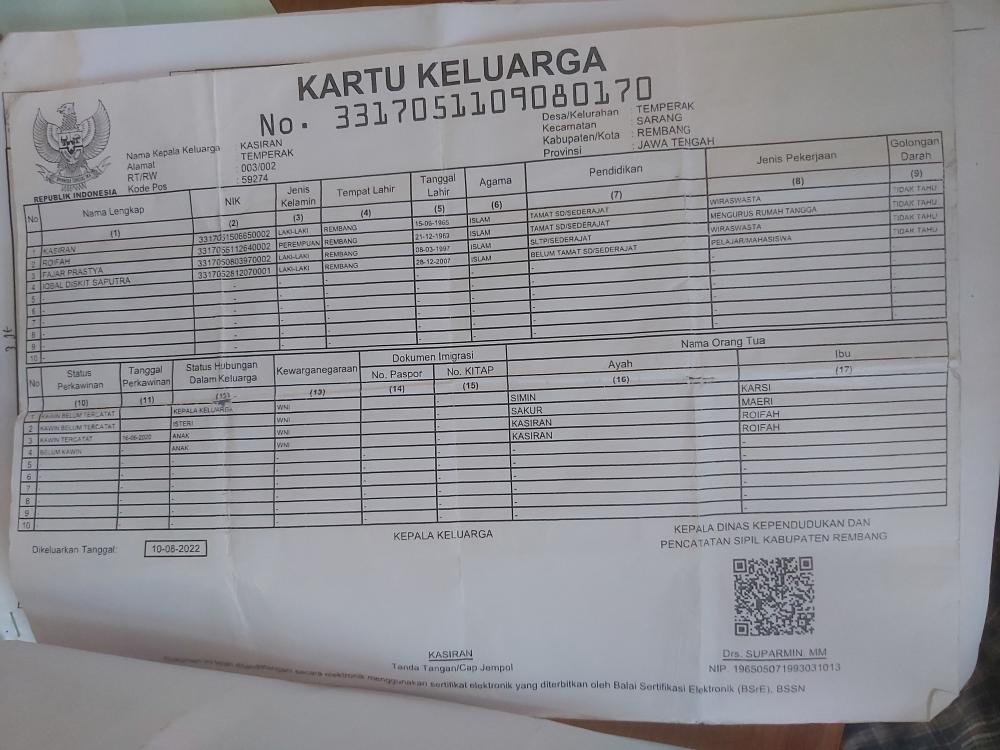 KARTU KELUARGA
No. 3317051109080170
Nama Kepala Keluarga : KASIRAN
Alamat : TEMPERAK
RT/RW : 003/002
Kode Pos : 59274
Desa/Kelurahan : TEMPERAK
Kecamatan : SARANG
Kabupaten/Kota : REMBANG
Provinsi : JAWA TENGAH
REPUBLIK INDONESIA
No Nama Lengkap NIK Jenis Kelamin Tempat Lahir Tanggal Lahir Agama Pendidikan Jenis Pekerjaan Golongan Darah
(1) (2) (3) (4) (5) (6) (7) (8) (9)
1 KASIRAN 3317051506650002 LAKI-LAKI REMBANG 15-06-1965 ISLAM TAMAT SD/SEDERAJAT WIRASWASTA TIDAK TAHU
2 ROIFAH 3317056112640002 PEREMPUAN REMBANG 21-12-1963 ISLAM TAMAT SD/SEDERAJAT MENGURUS RUMAH TANGGA TIDAK TAHU
3 FAJAR PRASTYA 3317050803970002 LAKI-LAKI REMBANG 08-03-1997 ISLAM SLTP/SEDERAJAT WIRASWASTA TIDAK TAHU
4 IQBAL DISKIT SAPUTRA 3317052812070001 LAKI-LAKI REMBANG 28-12-2007 ISLAM BELUM TAMAT SD/SEDERAJAT PELAJAR/MAHASISWA TIDAK TAHU
5 - - - - - - - - -
6 - - - - - - - - -
7 - - - - - - - - -
8 - - - - - - - - -
9 - - - - - - - - -
10 - - - - - - - - -
No Status Perkawinan Tanggal Perkawinan Status Hubungan Dalam Keluarga Kewarganegaraan Dokumen Imigrasi Nama Orang Tua
No. Paspor No. KITAP Ayah Ibu
(10) (11) (12) (13) (14) (15) (16) (17)
1 KAWIN BELUM TERCATAT KEPALA KELUARGA WNI - - SIMIN KARSI
2 KAWIN BELUM TERCATAT ISTERI WNI - - SAKUR MAERI
3 KAWIN TERCATAT 16-06-2020 ANAK WNI - - KASIRAN ROIFAH
4 BELUM KAWIN ANAK WNI - - KASIRAN ROIFAH
5 - - - - - - - -
6 - - - - - - - -
7 - - - - - - - -
8 - - - - - - - -
9 - - - - - - - -
10 - - - - - - - -
Dikeluarkan Tanggal: 10-08-2022
KEPALA KELUARGA
KEPALA DINAS KEPENDUDUKAN DAN
PENCATATAN SIPIL KABUPATEN REMBANG
KASIRAN
Tanda Tangan/Cap Jempol
Drs. SUPARMIN, MM
NIP. 196505071993031013
Dokumen ini telah ditandatangani secara elektronik menggunakan sertifikat elektronik yang diterbitkan oleh Balai Sertifikasi Elektronik (BSrE), BSSN